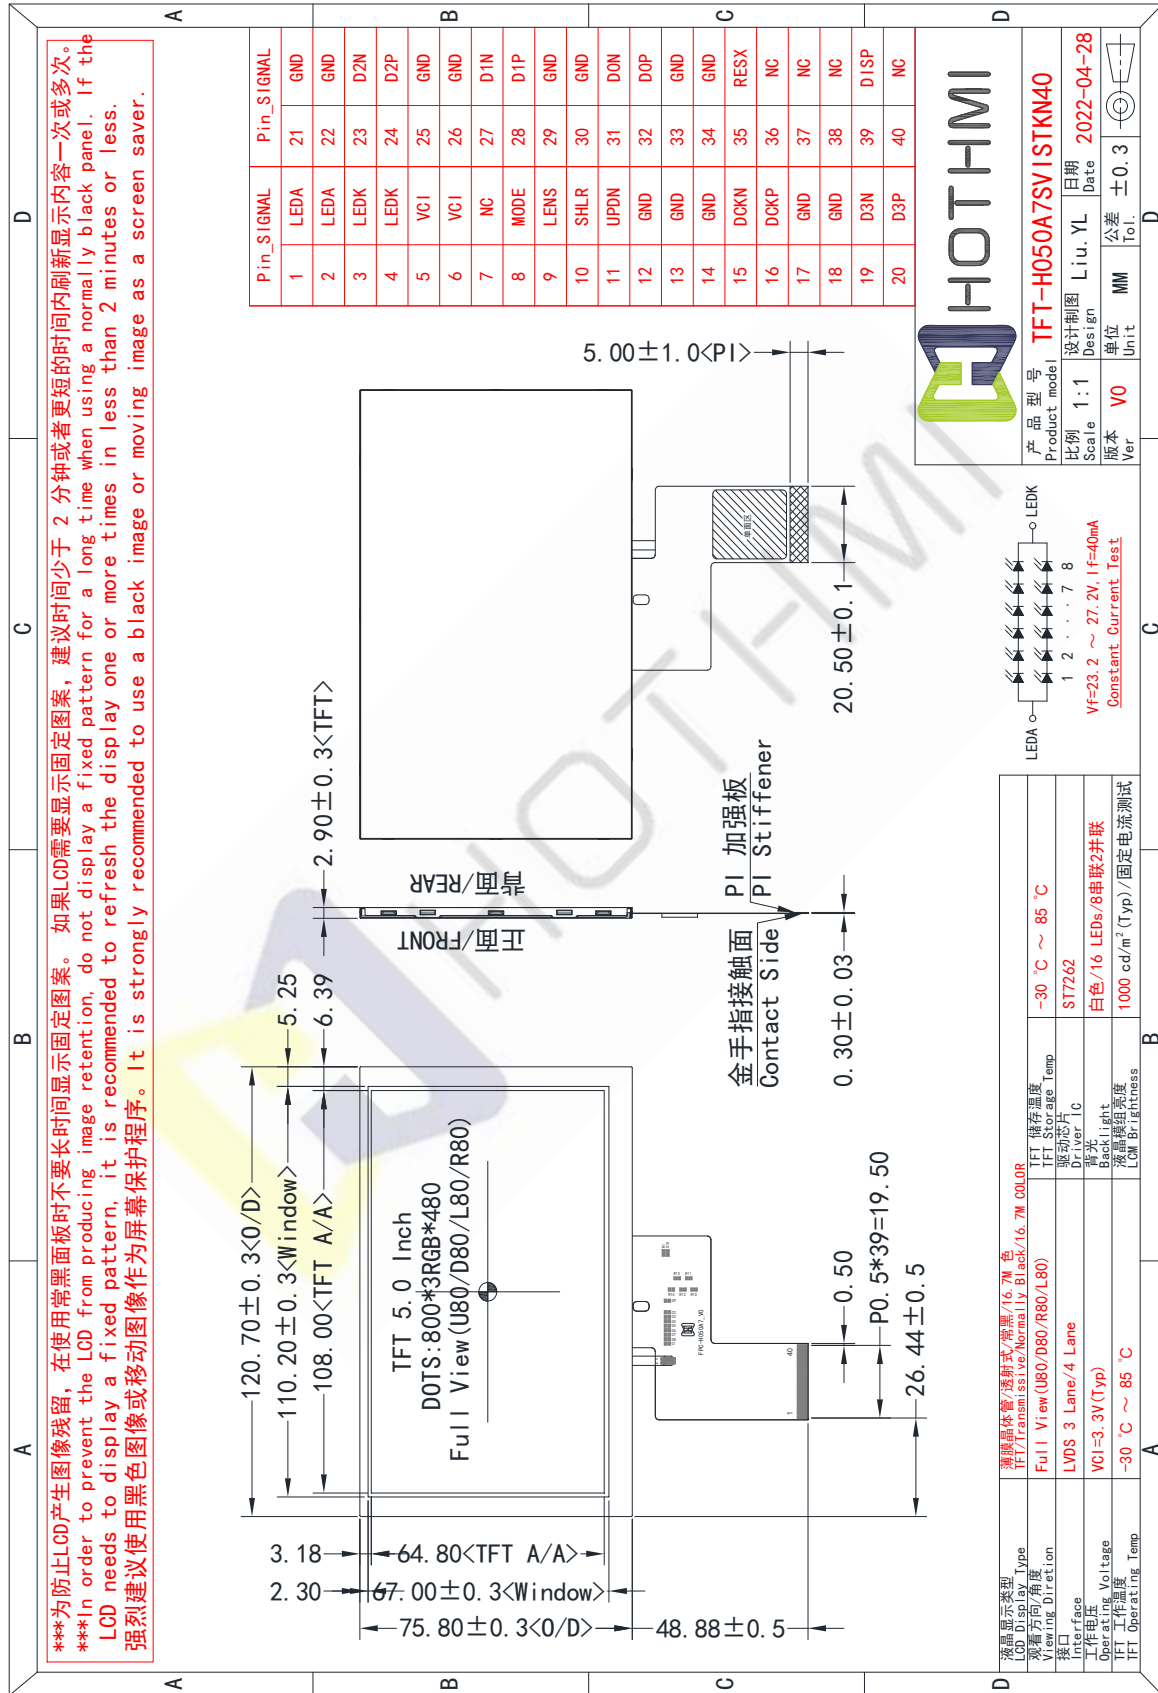 ***为防止LCD产生图像残留，在使用常黑面板时不要长时间显示固定图案。 如果LCD需要显示固定图案，建议时间少于 2 分钟或者更短的时间内刷新显示内容一次或多次。
***In order to prevent the LCD from producing image retention, do not display a fixed pattern for a long time when using a normally black panel. If the
LCD needs to display a fixed pattern, it is recommended to refresh the display one or more times in less than 2 minutes or less.
强烈建议使用黑色图像或移动图像作为屏幕保护程序。It is strongly recommended to use a black image or moving image as a screen saver.
A B C D
A B C D
A B C D
A B C D
120.70±0.3<O/D>
110.20±0.3<Window>
108.00<TFT A/A>
5.25
6.39
2.90±0.3<TFT>
3.18
2.30
64.80<TFT A/A>
67.00±0.3<Window>
75.80±0.3<O/D>
48.88±0.5
TFT 5.0 Inch
DOTS:800*3RGB*480
Full View(U80/D80/L80/R80)
FPC-H050A7_V0
1
40
0.50
P0.5*39=19.50
26.44±0.5
正面/FRONT
背面/REAR
金手指接触面
Contact Side
PI 加强板
PI Stiffener
0.30±0.03
20.50±0.1
5.00±1.0<PI>
单面区
Pin_SIGNAL Pin_SIGNAL
1 LEDA 21 GND
2 LEDA 22 GND
3 LEDK 23 D2N
4 LEDK 24 D2P
5 VCI 25 GND
6 VCI 26 GND
7 NC 27 D1N
8 MODE 28 D1P
9 LENS 29 GND
10 SHLR 30 GND
11 UPDN 31 D0N
12 GND 32 D0P
13 GND 33 GND
14 GND 34 GND
15 DCKN 35 RESX
16 DCKP 36 NC
17 GND 37 NC
18 GND 38 NC
19 D3N 39 DISP
20 D3P 40 NC
LEDA
LEDK
1 2 · · · 7 8
Vf=23.2 ～ 27.2V,If=40mA
Constant Current Test
液晶显示类型
LCD Display Type
薄膜晶体管/透射式/常黑/16.7M 色
TFT/Transmissive/Normally Black/16.7M COLOR
观看方向/角度
Viewing Diretion
Full View(U80/D80/R80/L80)
TFT 储存温度
TFT Storage Temp
-30 ℃ ～ 85 ℃
接口
Interface
LVDS 3 Lane/4 Lane
驱动芯片
Driver IC
ST7262
工作电压
Operating Voltage
VCI=3.3V(Typ)
背光
Backlight
白色/16 LEDs/8串联2并联
TFT 工作温度
TFT Operating Temp
-30 ℃ ～ 85 ℃
液晶模组亮度
LCM Brightness
1000 cd/m²(Typ)/固定电流测试
HOTHMI
产 品 型 号
Product model
TFT-H050A7SVISTKN40
比例
Scale
1:1
设计制图
Design
Liu.YL
日期
Date
2022-04-28
版本
Ver
V0
单位
Unit
MM
公差
Tol.
±0.3
HOTHMI